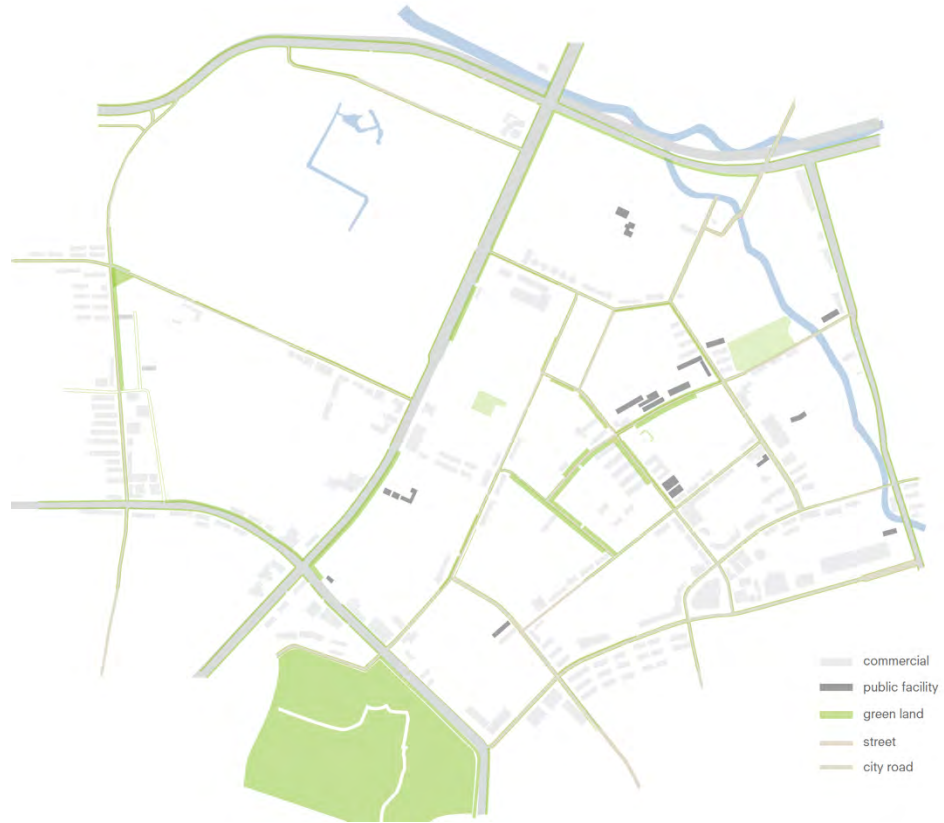 commercial
public facility
green land
street
city road